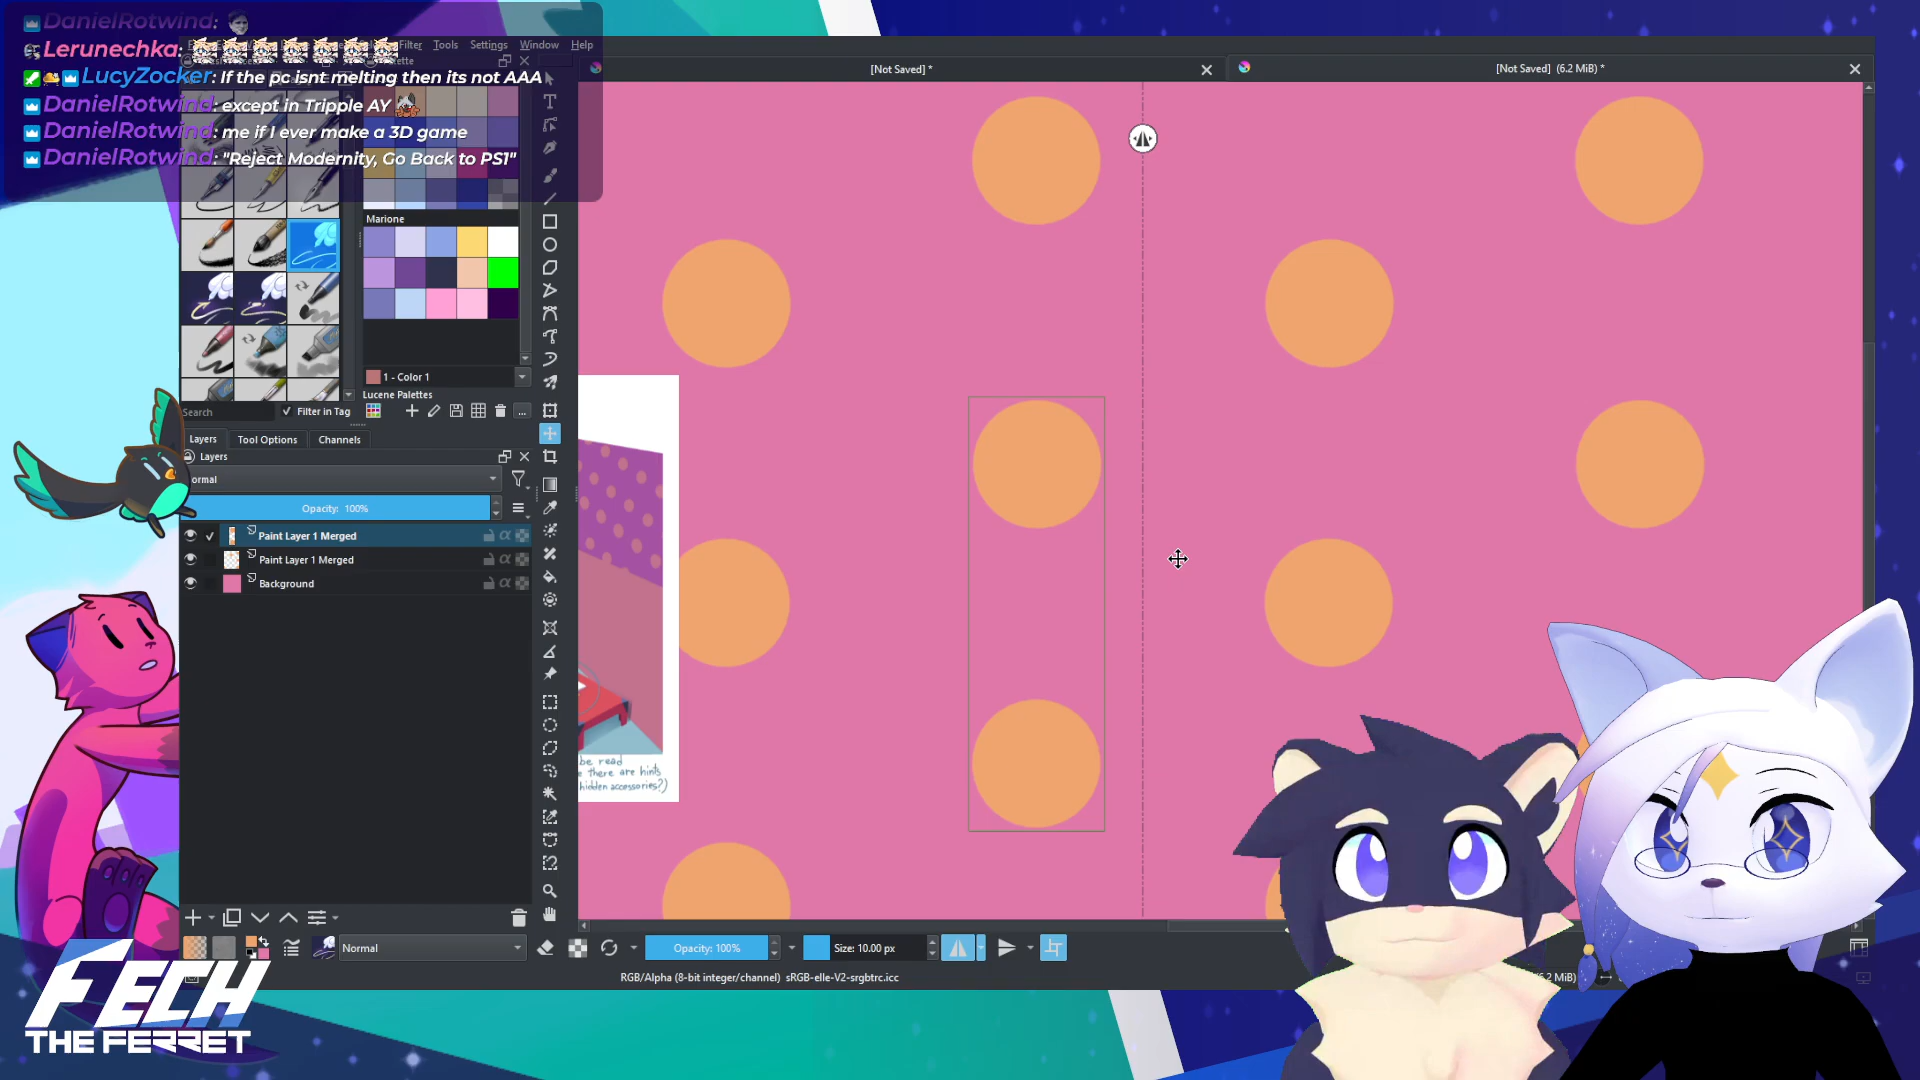 DanielRotwind:
Lerunechka:
LucyZocker: If the pc isnt melting then its not AAA
DanielRotwind: except in Tripple AY
DanielRotwind: me if I ever make a 3D game
DanielRotwind: "Reject Modernity, Go Back to PS1"
Filter Tools Settings Window Help
[Not Saved] *
[Not Saved] (6.2 MiB) *
Marione
1 - Color 1
Lucene Palettes
Search
Filter in Tag
...
Layers Tool Options Channels
Layers
ormal
Opacity: 100%
Paint Layer 1 Merged
Paint Layer 1 Merged
Background
be read
e there are hints
hidden accessories?)
Normal
Opacity: 100%
Size: 10.00 px
RGB/Alpha (8-bit integer/channel) sRGB-elle-V2-srgbtrc.icc
.2 MiB)
FECH
THE FERRET